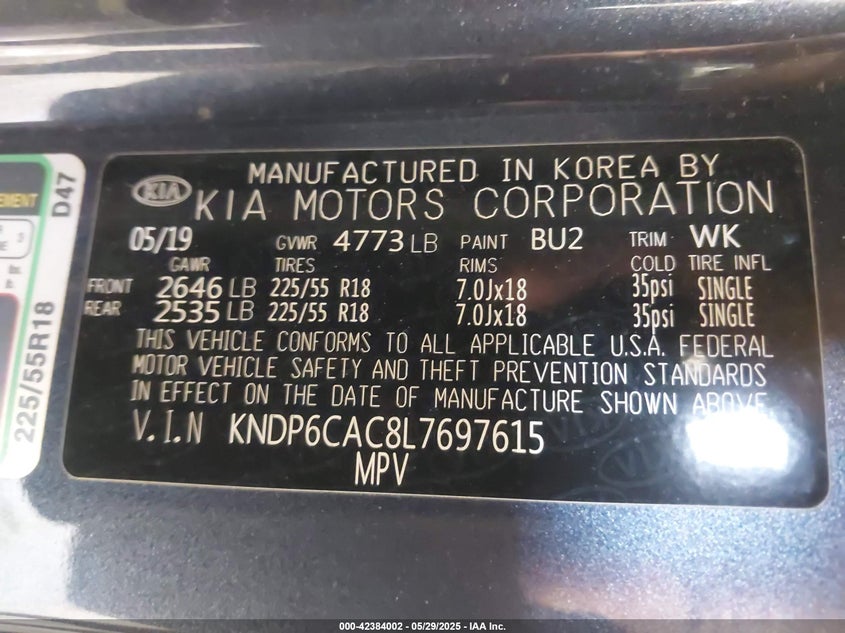 MANUFACTURED IN KOREA BY
KIA KIA MOTORS CORPORATION
05/19 GVWR 4773 LB PAINT BU2 TRIM WK
GAWR TIRES RIMS COLD TIRE INFL
FRONT 2646 LB 225/55 R18 7.0Jx18 35psi SINGLE
REAR 2535 LB 225/55 R18 7.0Jx18 35psi SINGLE
THIS VEHICLE CONFORMS TO ALL APPLICABLE U.S.A. FEDERAL
MOTOR VEHICLE SAFETY AND THEFT PREVENTION STANDARDS
IN EFFECT ON THE DATE OF MANUFACTURE SHOWN ABOVE.
V.I.N KNDP6CAC8L7697615
MPV
225/55R18 D47
000-42384002 - 05/29/2025 - IAA Inc.